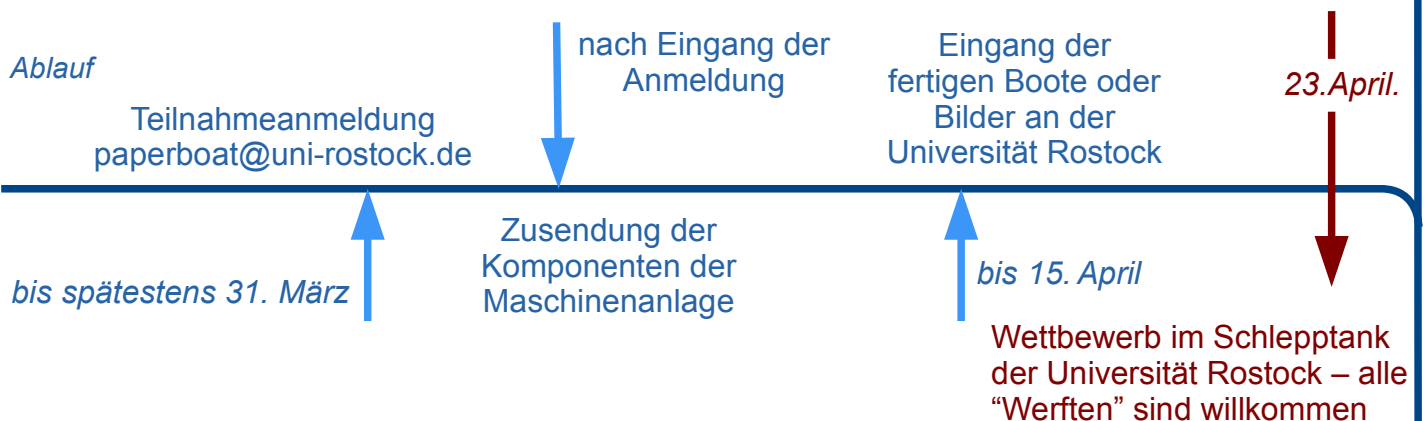 Ablauf
Teilnahmeanmeldung
paperboat@uni-rostock.de
bis spätestens 31. März
nach Eingang der
Anmeldung
Zusendung der
Komponenten der
Maschinenanlage
Eingang der
fertigen Boote oder
Bilder an der
Universität Rostock
bis 15. April
23.April.
Wettbewerb im Schlepptank
der Universität Rostock – alle
“Werften” sind willkommen